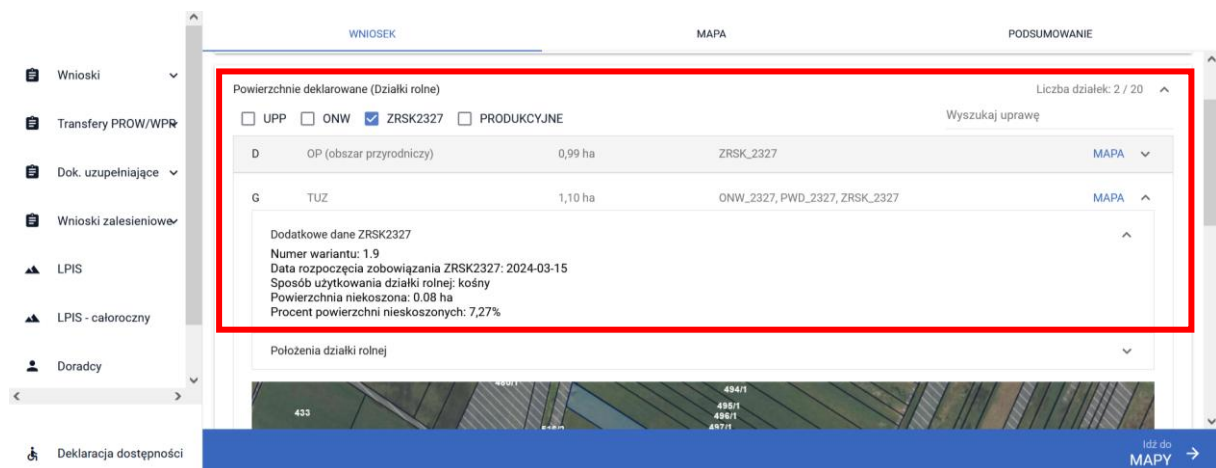 WNIOSEK
MAPA
PODSUMOWANIE
Wnioski
Transfery PROW/WPR
Dok. uzupełniające
Wnioski zalesieniowe
LPIS
LPIS - całoroczny
Doradcy
Deklaracja dostępności
Powierzchnie deklarowane (Działki rolne)
Liczba działek: 2 / 20
UPP ONW ZRSK2327 PRODUKCYJNE
Wyszukaj uprawę
D OP (obszar przyrodniczy) 0,99 ha ZRSK_2327 MAPA
G TUZ 1,10 ha ONW_2327, PWD_2327, ZRSK_2327 MAPA
Dodatkowe dane ZRSK2327
Numer wariantu: 1.9
Data rozpoczęcia zobowiązania ZRSK2327: 2024-03-15
Sposób użytkowania działki rolnej: kośny
Powierzchnia niekoszona: 0.08 ha
Procent powierzchni nieskoszonych: 7,27%
Położenia działki rolnej
494/1
495/1
433
496/1
497/1
Idź do
MAPY